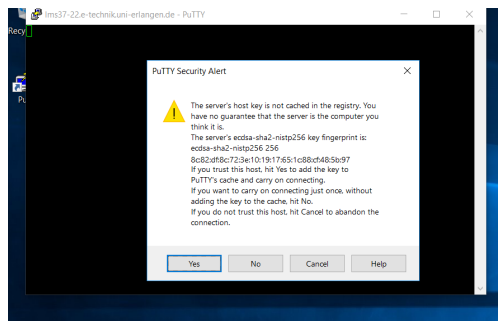 lms37-22.e-technik.uni-erlangen.de - PuTTY
Recy
Pu
PuTTY Security Alert
The server's host key is not cached in the registry. You
have no guarantee that the server is the computer you
think it is.
The server's ecdsa-sha2-nistp256 key fingerprint is:
ecdsa-sha2-nistp256 256
8c:82:df:8c:72:3e:10:19:17:65:1c:88:cf:48:5b:97
If you trust this host, hit Yes to add the key to
PuTTY's cache and carry on connecting.
If you want to carry on connecting just once, without
adding the key to the cache, hit No.
If you do not trust this host, hit Cancel to abandon the
connection.
Yes
No
Cancel
Help